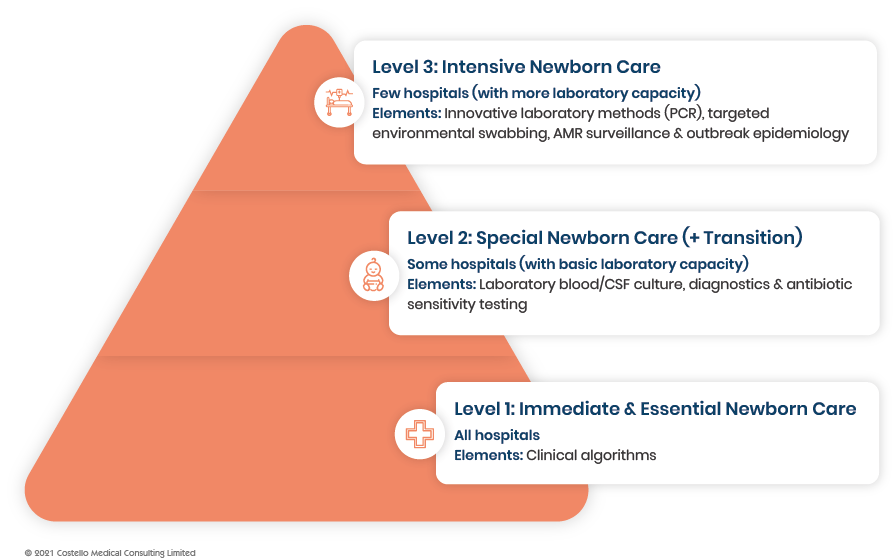 Level 3: Intensive Newborn Care
Few hospitals (with more laboratory capacity)
Elements: Innovative laboratory methods (PCR), targeted
environmental swabbing, AMR surveillance & outbreak epidemiology
Level 2: Special Newborn Care (+ Transition)
Some hospitals (with basic laboratory capacity)
Elements: Laboratory blood/CSF culture, diagnostics & antibiotic
sensitivity testing
Level 1: Immediate & Essential Newborn Care
All hospitals
Elements: Clinical algorithms
© 2021 Costello Medical Consulting Limited